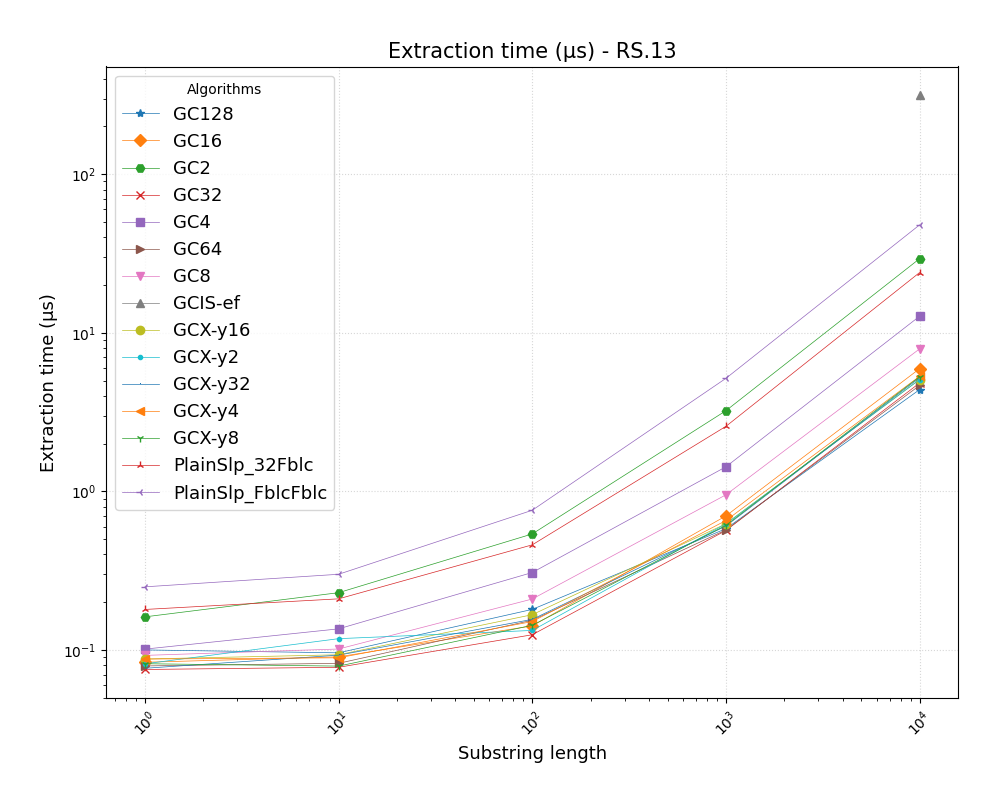 Extraction time (µs) - RS.13
Extraction time (µs)
10²
10¹
10⁰
10⁻¹
Algorithms
GC128
GC16
GC2
GC32
GC4
GC64
GC8
GCIS-ef
GCX-y16
GCX-y2
GCX-y32
GCX-y4
GCX-y8
PlainSlp_32Fblc
PlainSlp_FblcFblc
10⁰
10¹
10²
10³
10⁴
Substring length